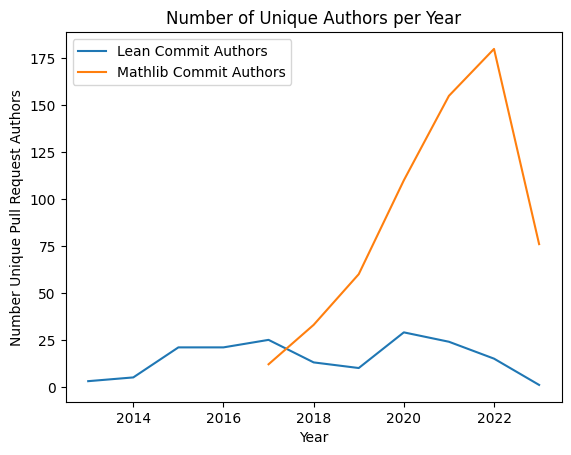 Number of Unique Authors per Year
Lean Commit Authors
Mathlib Commit Authors
Number Unique Pull Request Authors
175
150
125
100
75
50
25
0
2014 2016 2018 2020 2022
Year